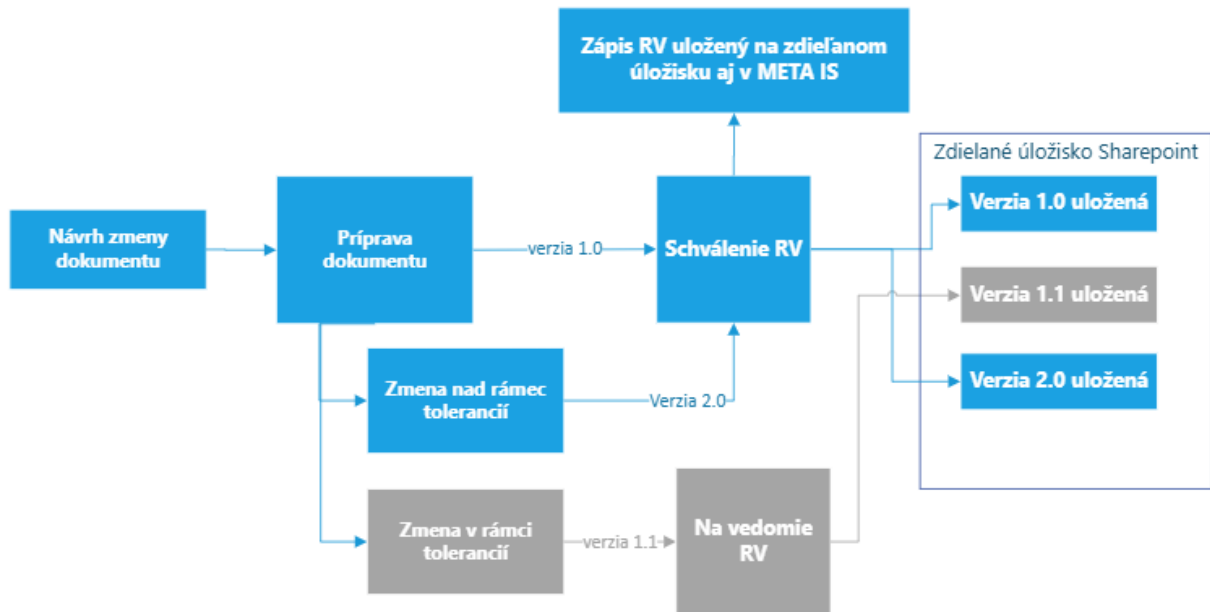 Zápis RV uložený na zdieľanom
úložisku aj v META IS
Zdielané úložisko Sharepoint
Návrh zmeny
dokumentu
Príprava
dokumentu
verzia 1.0
Schválenie RV
Verzia 1.0 uložená
Verzia 1.1 uložená
Verzia 2.0 uložená
Zmena nad rámec
tolerancií
Verzia 2.0
Zmena v rámci
tolerancií
verzia 1.1
Na vedomie
RV